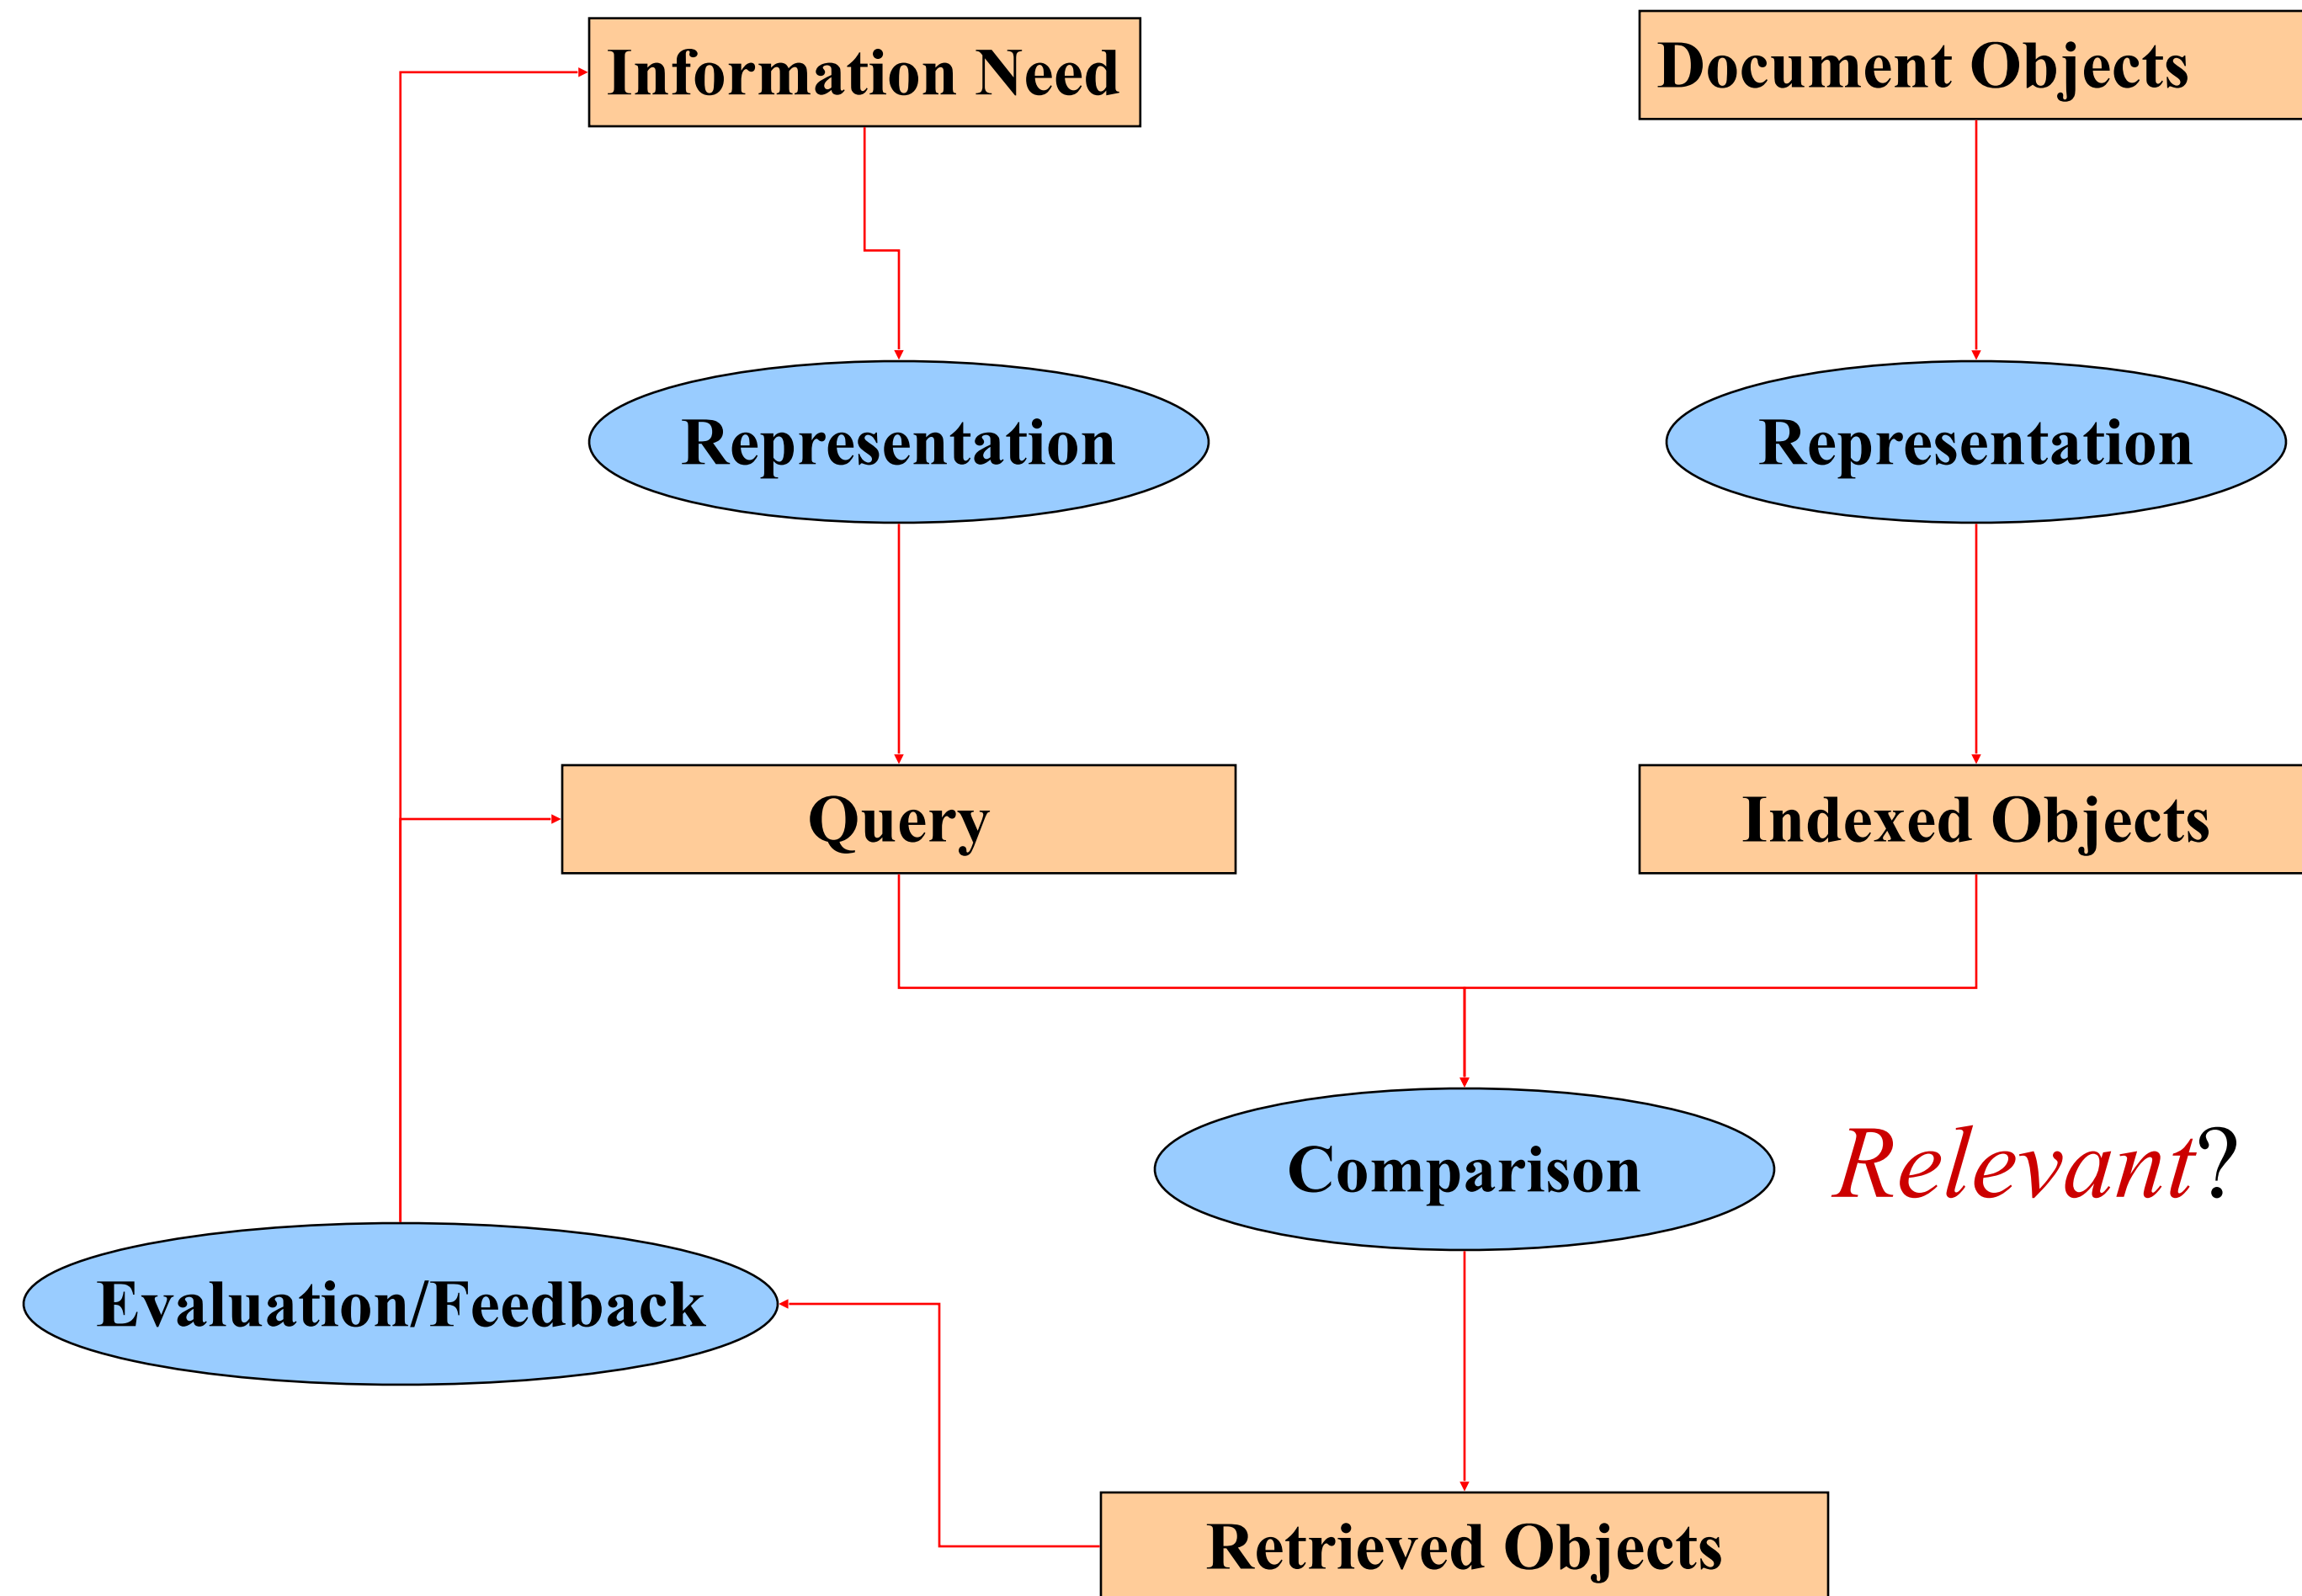 Information Need
Document Objects
Representation
Representation
Query
Indexed Objects
Comparison
Relevant?
Evaluation/Feedback
Retrieved Objects